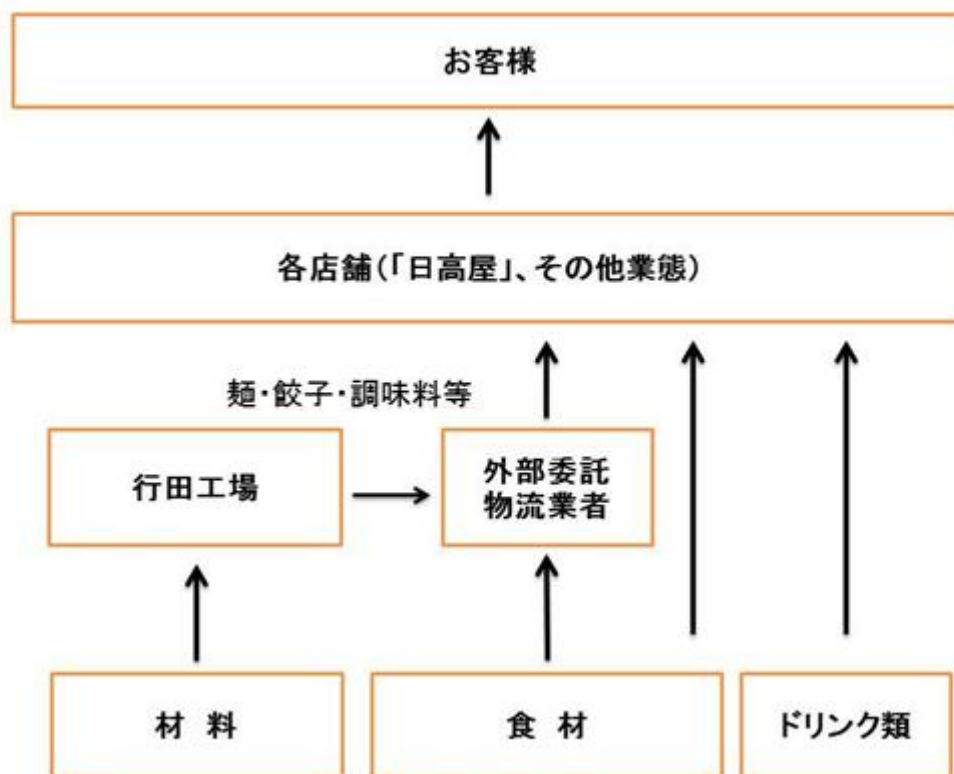 お客様
各店舗(「日高屋」、その他業態)
麺・餃子・調味料等
行田工場
外部委託
物流業者
材 料
食 材
ドリンク類